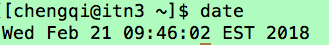 [chengqi@itn3 ~]$ date
Wed Feb 21 09:46:02 EST 2018